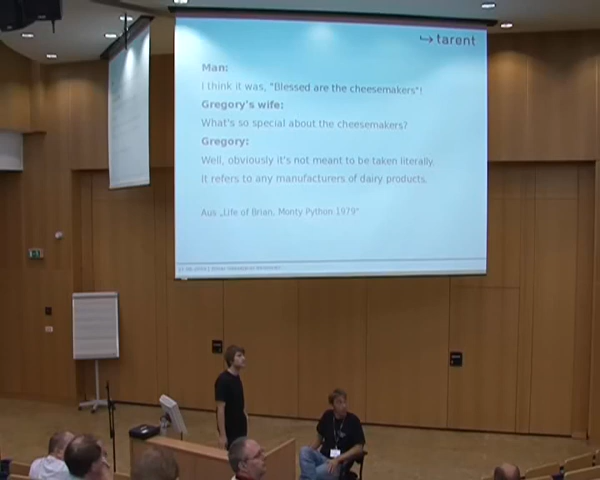 tarent
Man:
I think it was, "Blessed are the cheesemakers"!
Gregory's wife:
What's so special about the cheesemakers?
Gregory:
Well, obviously it's not meant to be taken literally.
It refers to any manufacturers of dairy products.
Aus „Life of Brian, Monty Python 1979"